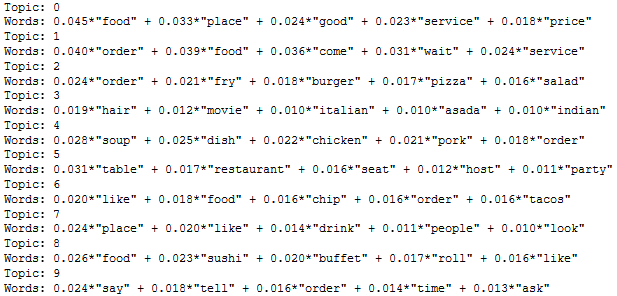 Topic: 0
Words: 0.045*"food" + 0.033*"place" + 0.024*"good" + 0.023*"service" + 0.018*"price"
Topic: 1
Words: 0.040*"order" + 0.039*"food" + 0.036*"come" + 0.031*"wait" + 0.024*"service"
Topic: 2
Words: 0.024*"order" + 0.021*"fry" + 0.018*"burger" + 0.017*"pizza" + 0.016*"salad"
Topic: 3
Words: 0.019*"hair" + 0.012*"movie" + 0.010*"italian" + 0.010*"asada" + 0.010*"indian"
Topic: 4
Words: 0.028*"soup" + 0.025*"dish" + 0.022*"chicken" + 0.021*"pork" + 0.018*"order"
Topic: 5
Words: 0.031*"table" + 0.017*"restaurant" + 0.016*"seat" + 0.012*"host" + 0.011*"party"
Topic: 6
Words: 0.020*"like" + 0.018*"food" + 0.016*"chip" + 0.016*"order" + 0.016*"tacos"
Topic: 7
Words: 0.024*"place" + 0.020*"like" + 0.014*"drink" + 0.011*"people" + 0.010*"look"
Topic: 8
Words: 0.026*"food" + 0.023*"sushi" + 0.020*"buffet" + 0.017*"roll" + 0.016*"like"
Topic: 9
Words: 0.024*"say" + 0.018*"tell" + 0.016*"order" + 0.014*"time" + 0.013*"ask"